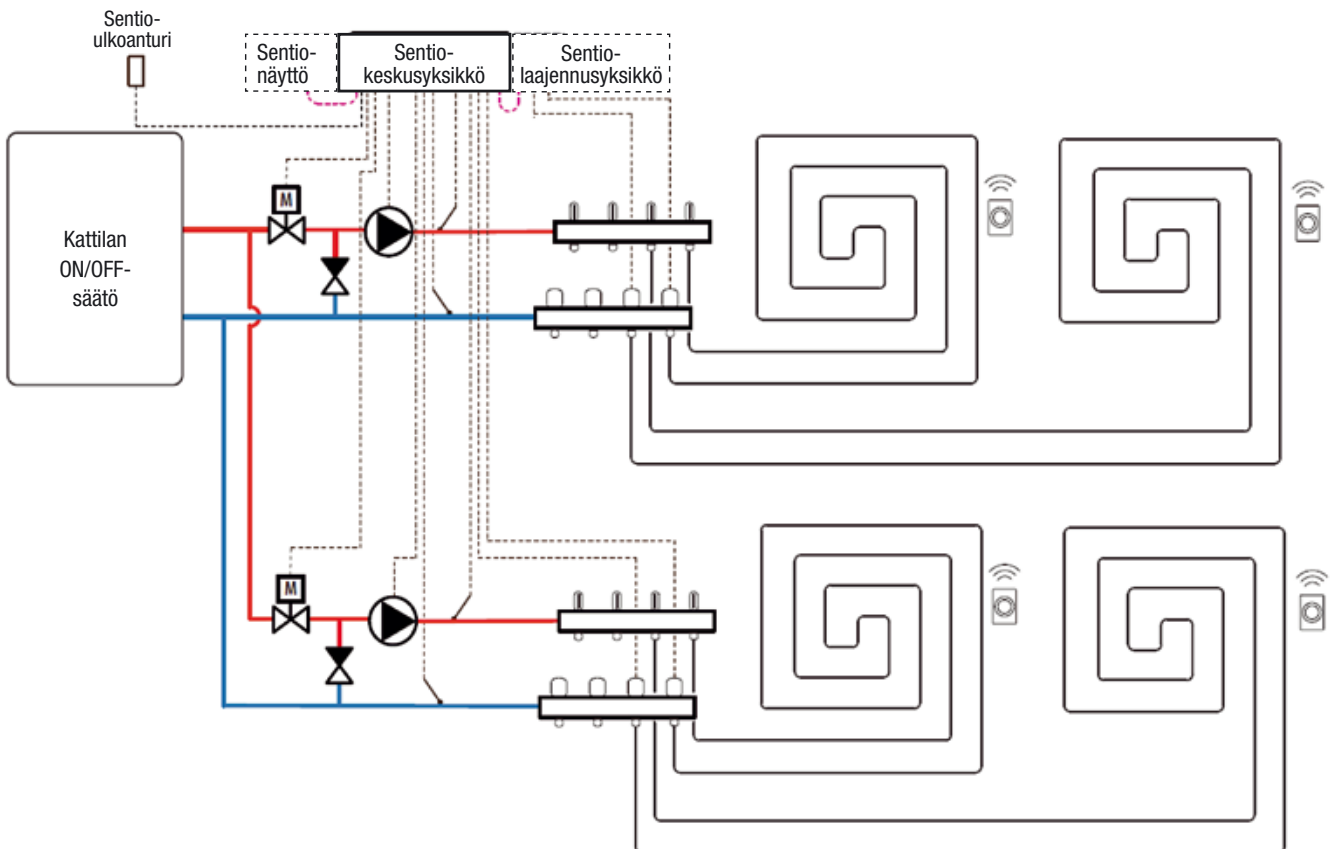 Sentio-
ulkoanturi
Sentio-
näyttö
Sentio-
keskusyksikkö
Sentio-
laajennusyksikkö
M
Kattilan
ON/OFF-
säätö
M